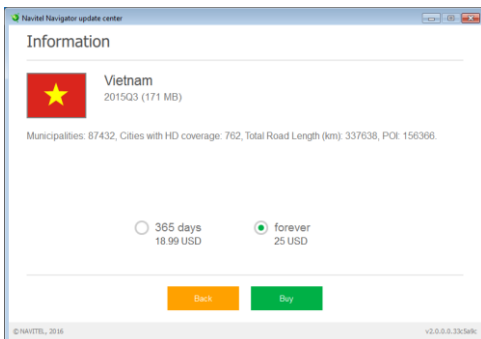 Navitel Navigator update center
Information
Vietnam
2015Q3 (171 MB)
Municipalities: 87432, Cities with HD coverage: 762, Total Road Length (km): 337638, POI: 156366.
365 days
18.99 USD
forever
25 USD
Back
Buy
© NAVITEL, 2016